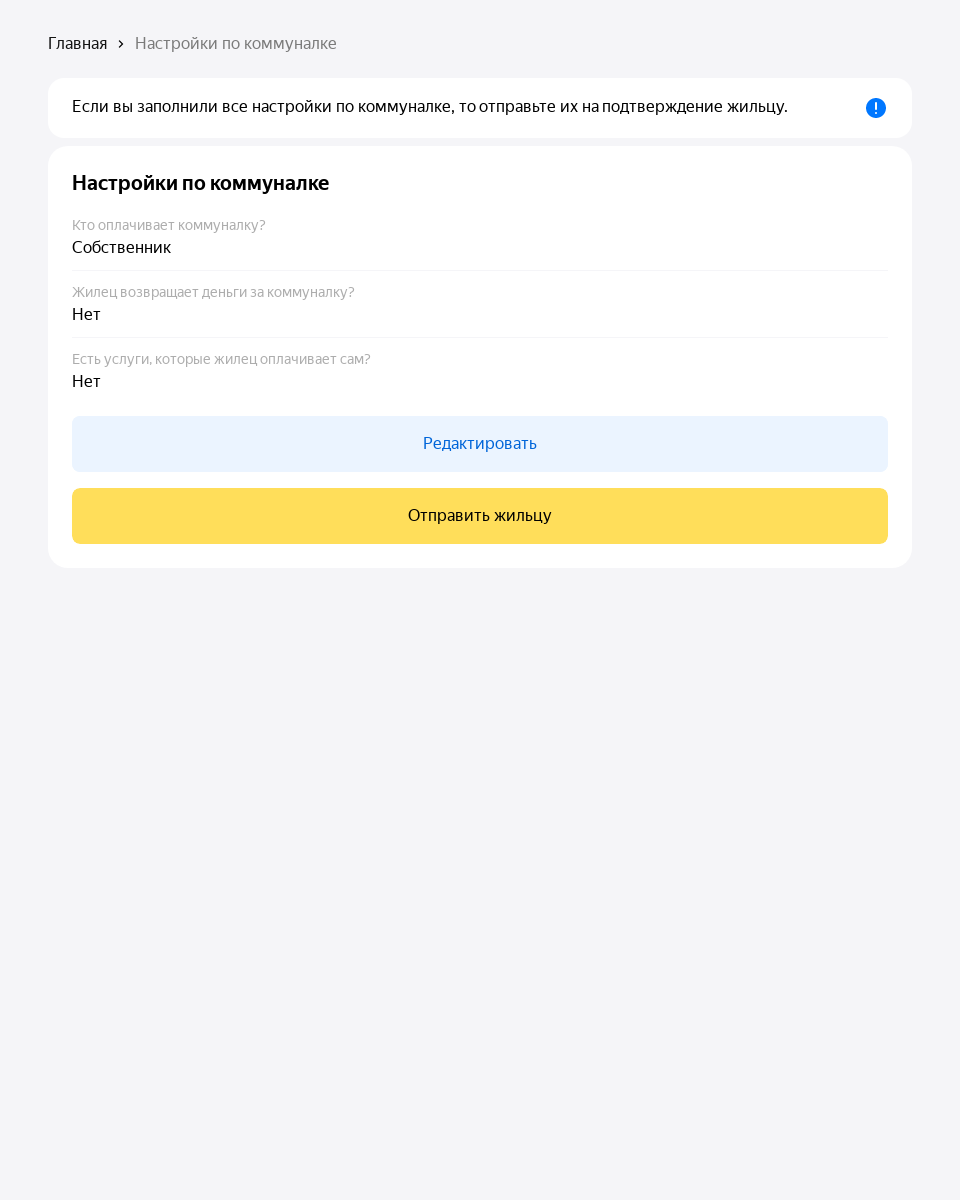 Главная › Настройки по коммуналке
Если вы заполнили все настройки по коммуналке, то отправьте их на подтверждение жильцу.
Настройки по коммуналке
Кто оплачивает коммуналку?
Собственник
Жилец возвращает деньги за коммуналку?
Нет
Есть услуги, которые жилец оплачивает сам?
Нет
Редактировать
Отправить жильцу